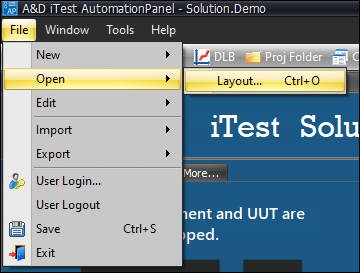 AP
A&D iTest AutomationPanel - Solution.Demo
File Window Tools Help
New
DLB Proj Folder
Open
Layout... Ctrl+O
Edit
iTest Solu
Import
Export
More...
User Login...
ment and UUT are
User Logout
pped.
Save Ctrl+S
Exit